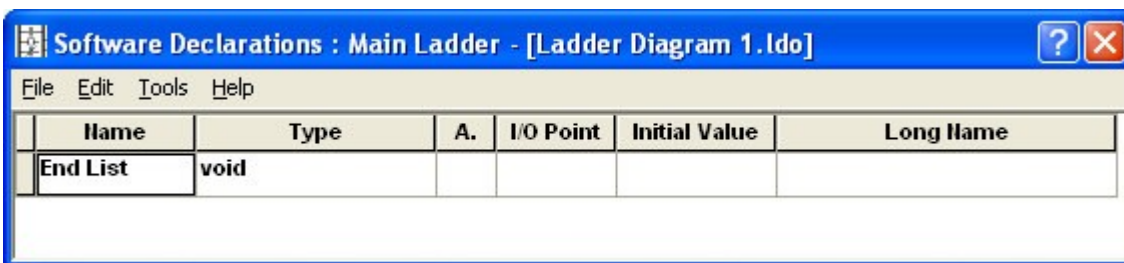 Software Declarations : Main Ladder - [Ladder Diagram 1.ldo]
File Edit Tools Help
Name Type A. I/O Point Initial Value Long Name
End List void